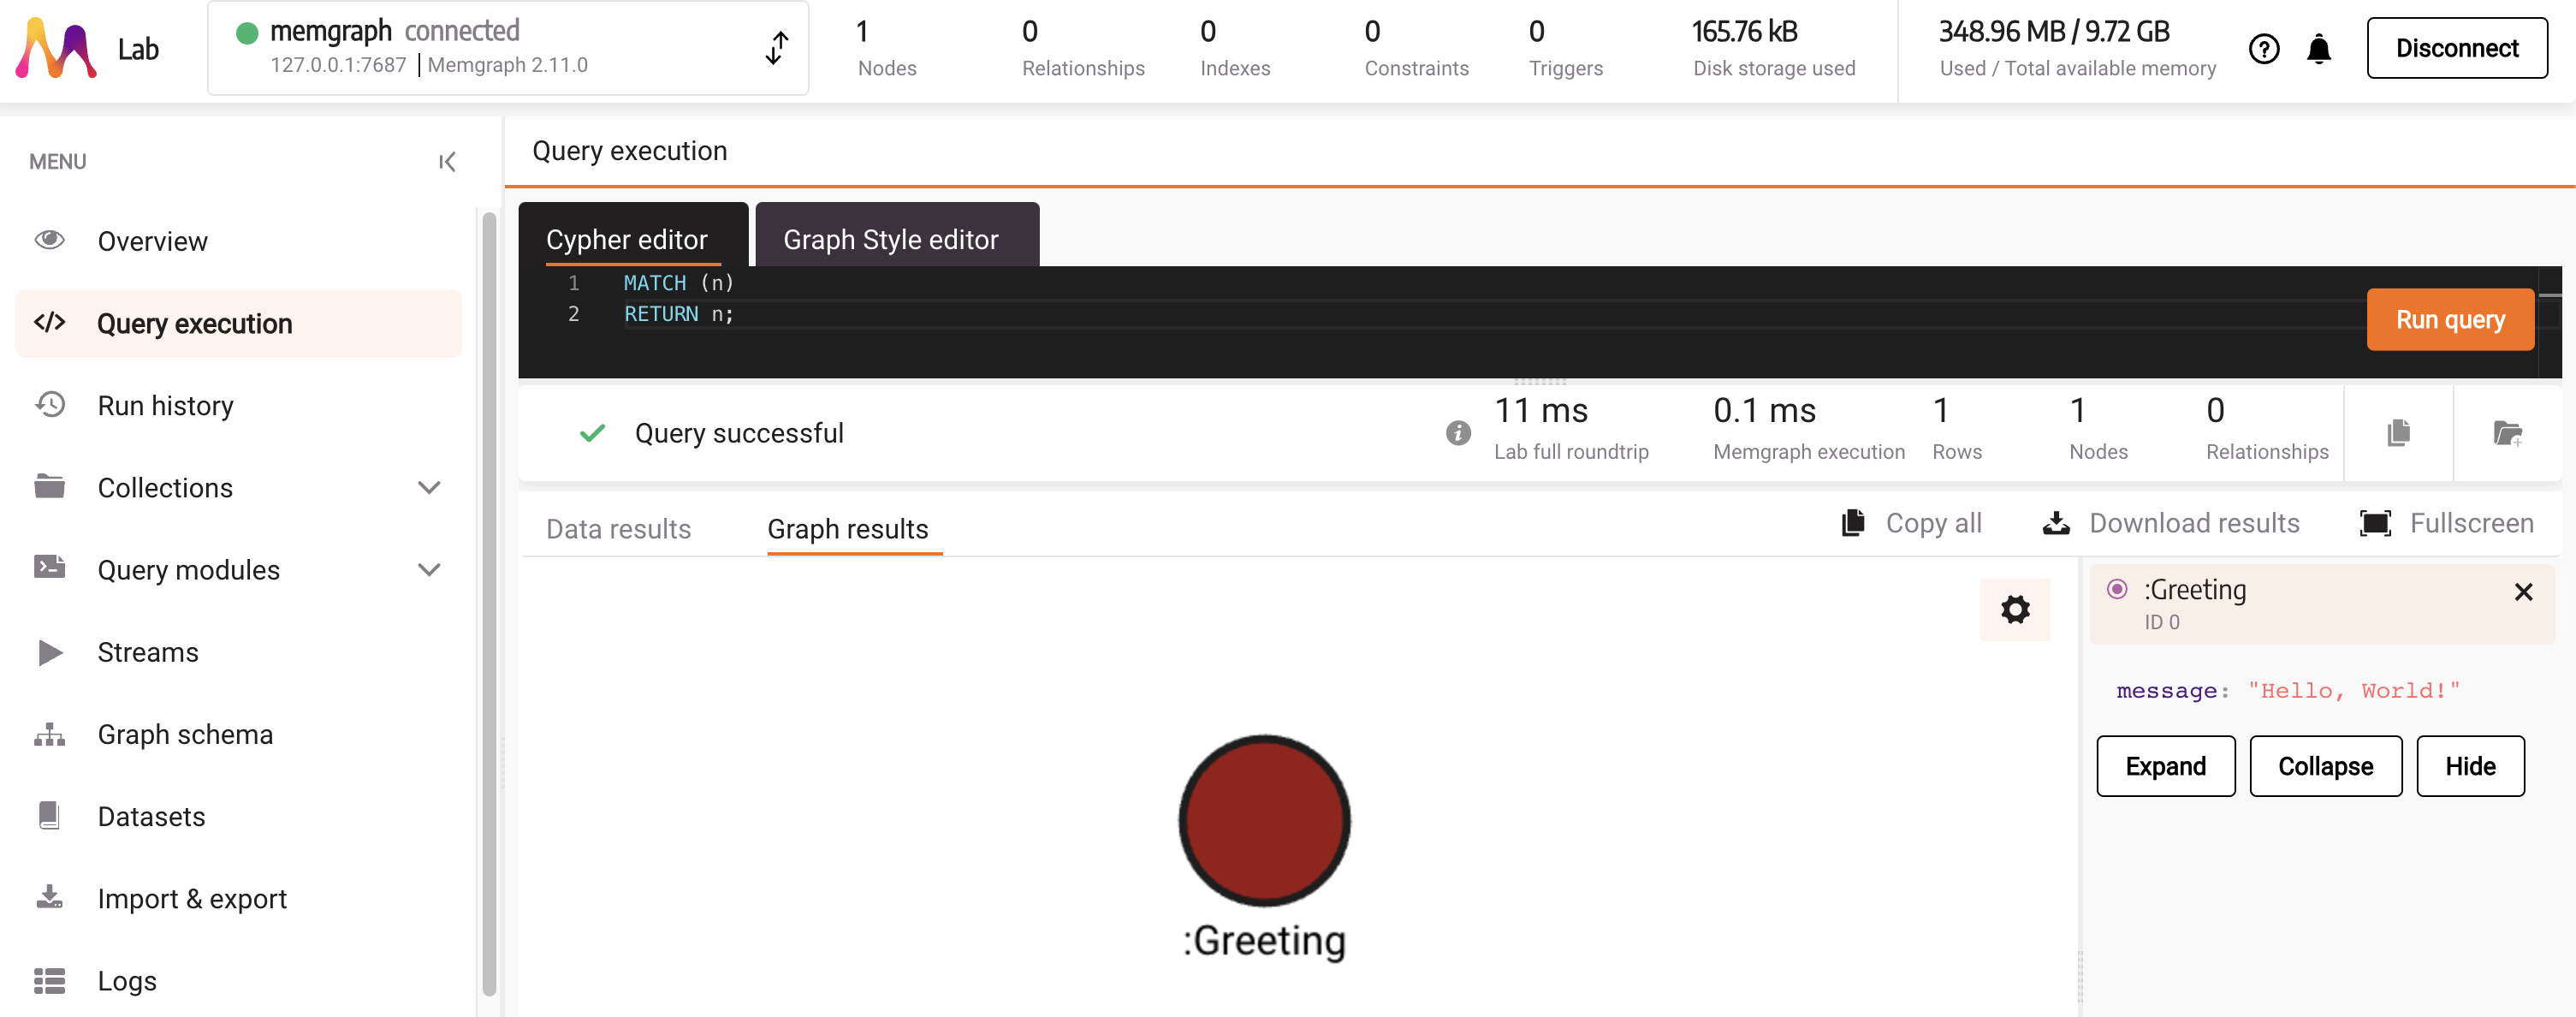 Lab
memgraph connected
127.0.0.1:7687 | Memgraph 2.11.0
1
Nodes
0
Relationships
0
Indexes
0
Constraints
0
Triggers
165.76 kB
Disk storage used
348.96 MB / 9.72 GB
Used / Total available memory
Disconnect
MENU
Overview
Query execution
Run history
Collections
Query modules
Streams
Graph schema
Datasets
Import & export
Logs
Query execution
Cypher editor
Graph Style editor
1 MATCH (n)
2 RETURN n;
Run query
Query successful
11 ms
Lab full roundtrip
0.1 ms
Memgraph execution
1
Rows
1
Nodes
0
Relationships
Data results
Graph results
Copy all
Download results
Fullscreen
:Greeting
:Greeting
ID 0
message: "Hello, World!"
Expand
Collapse
Hide